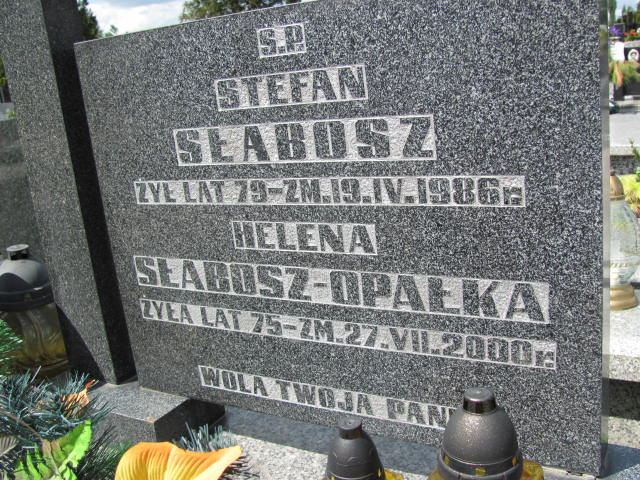 S.P.
STEFAN
SŁABOSZ
ŻYŁ LAT 79-ZM.19.IV.1986r.
HELENA
SŁABOSZ-OPAŁKA
ŻYŁA LAT 75-ZM.27.VII.2000r.
WOLA TWOJA